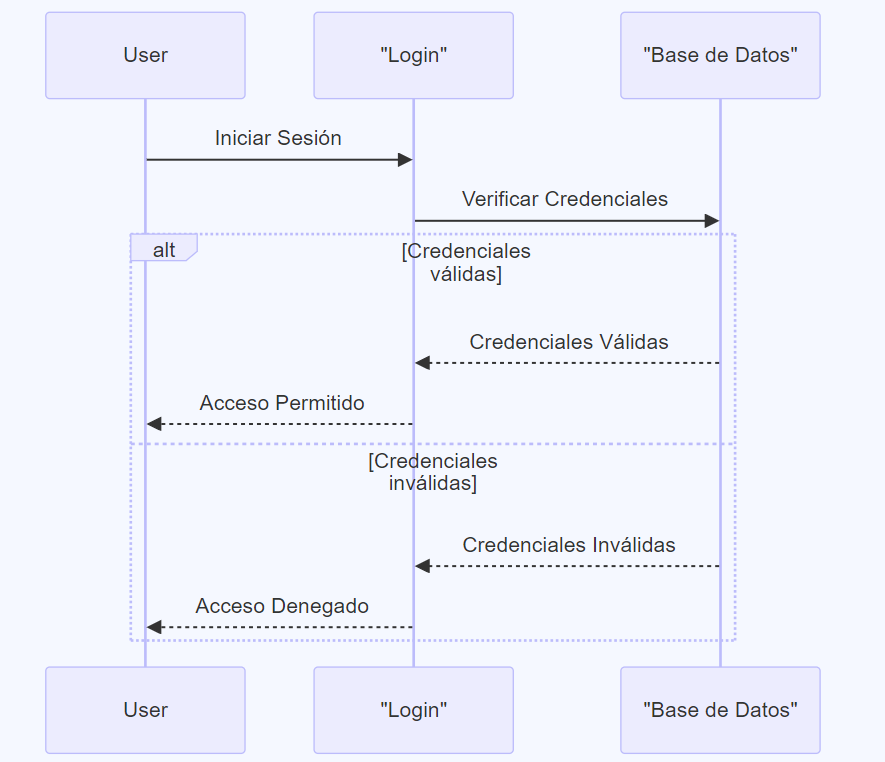 User
"Login"
"Base de Datos"
Iniciar Sesión
Verificar Credenciales
alt
[Credenciales
válidas]
Credenciales Válidas
Acceso Permitido
[Credenciales
inválidas]
Credenciales Inválidas
Acceso Denegado
User
"Login"
"Base de Datos"